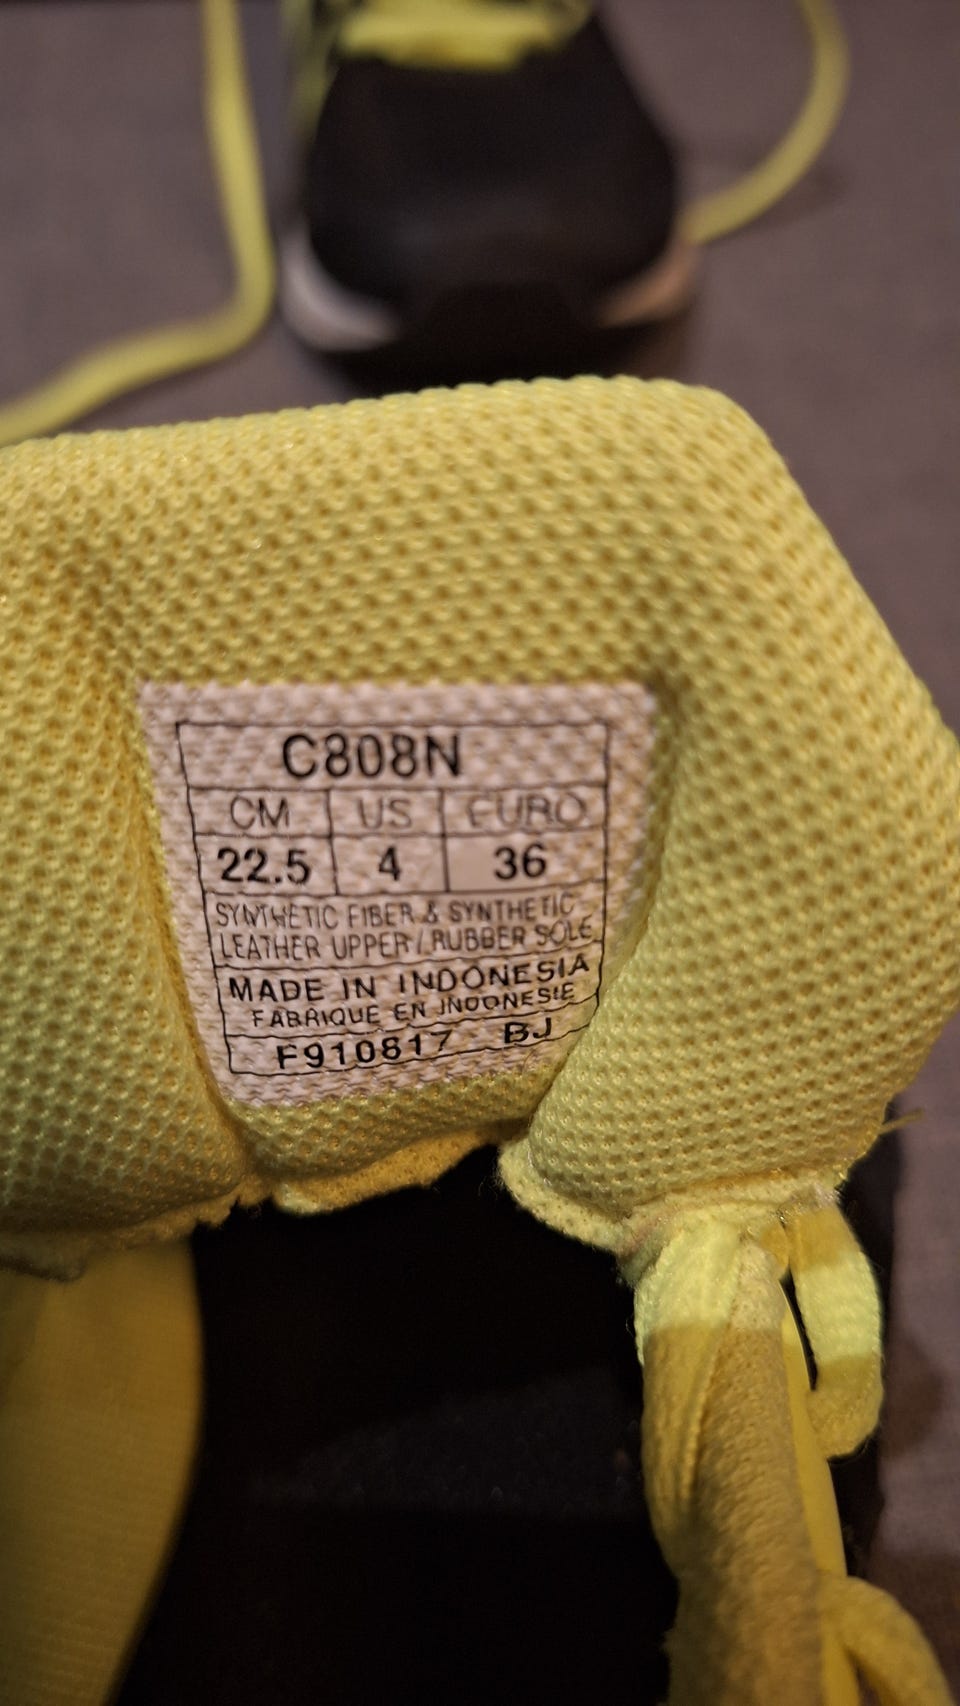 C808N
CM US EURO
22.5 4 36
SYNTHETIC FIBER & SYNTHETIC
LEATHER UPPER / RUBBER SOLE
MADE IN INDONESIA
FABRIQUE EN INDONESIE
F910817 BJ